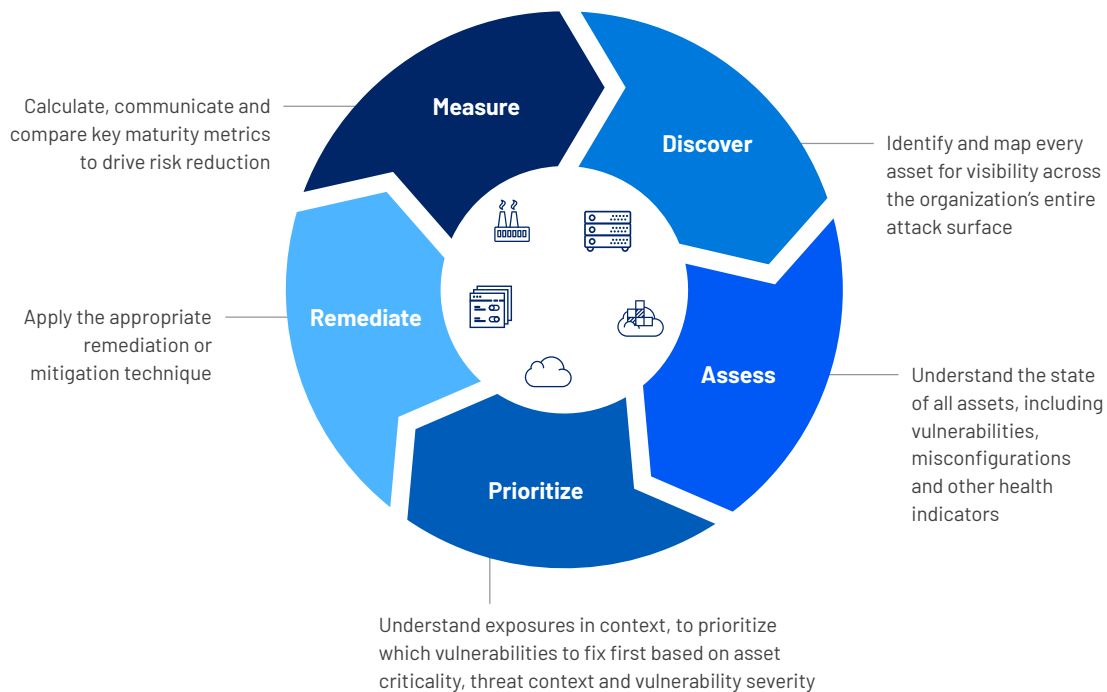 Measure
Calculate, communicate and
compare key maturity metrics
to drive risk reduction
Discover
Identify and map every
asset for visibility across
the organization's entire
attack surface
Assess
Understand the state
of all assets, including
vulnerabilities,
misconfigurations
and other health
indicators
Prioritize
Understand exposures in context, to prioritize
which vulnerabilities to fix first based on asset
criticality, threat context and vulnerability severity
Remediate
Apply the appropriate
remediation or
mitigation technique